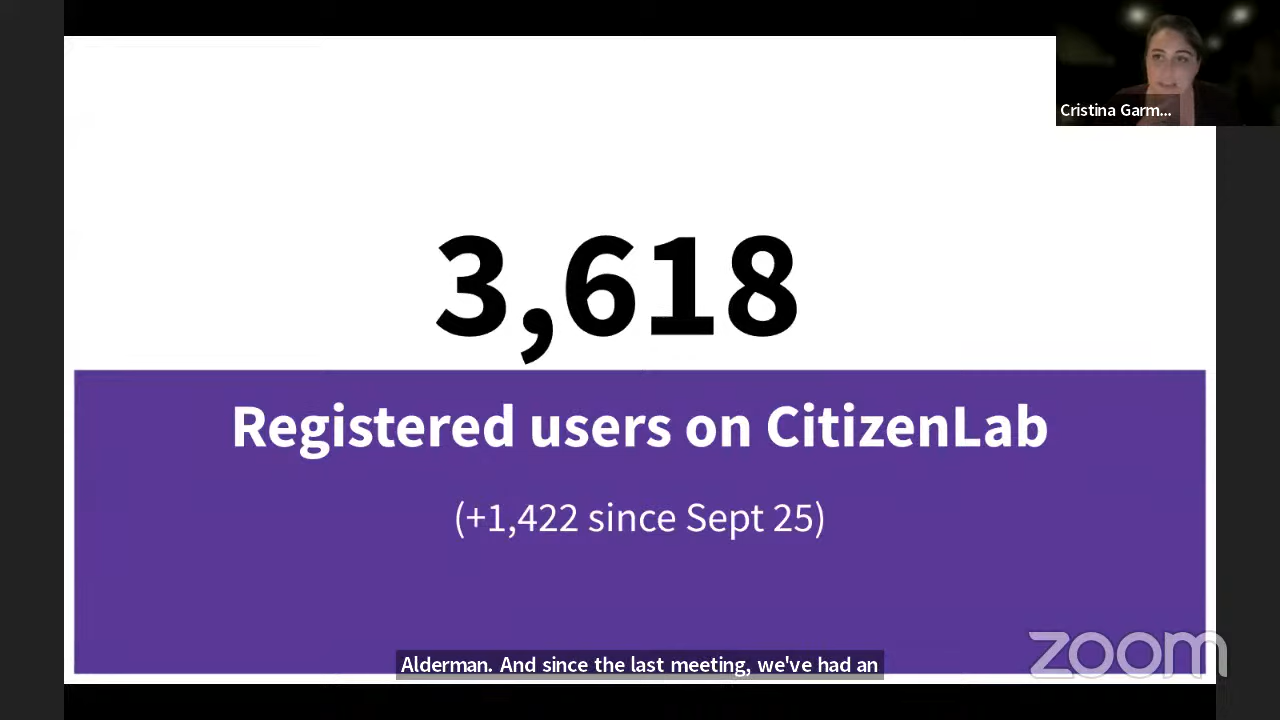 Cristina Garm...
3,618
Registered users on CitizenLab
(+1,422 since Sept 25)
Alderman. And since the last meeting, we've had an
zoom